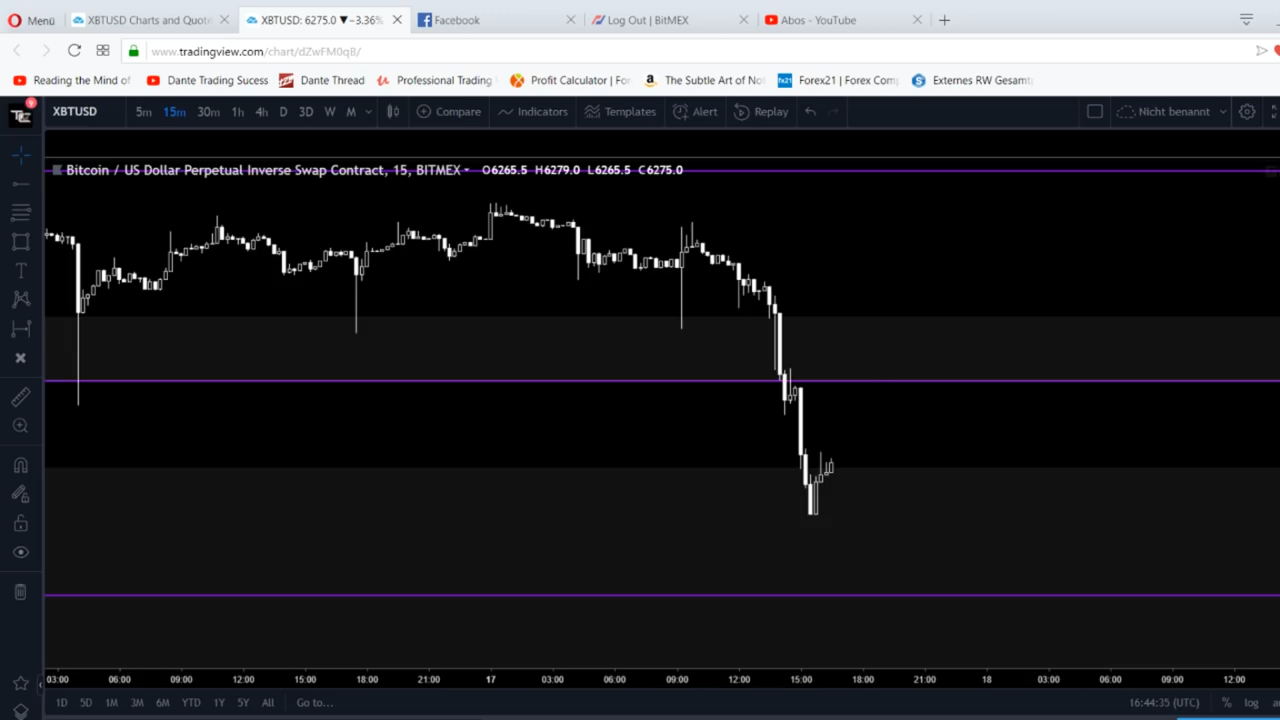 Menü XBTUSD Charts and Quote XBTUSD: 6275.0 ▼ −3.36% Facebook Log Out | BitMEX Abos - YouTube
www.tradingview.com/chart/dZwFM0qB/
Reading the Mind of Dante Trading Sucess Dante Thread Professional Trading Profit Calculator | For The Subtle Art of No Forex21 | Forex Com Externes RW Gesamt
9
XBTUSD 5m 15m 30m 1h 4h D 3D W M Compare Indicators Templates Alert Replay Nicht benannt
Bitcoin / US Dollar Perpetual Inverse Swap Contract, 15, BITMEX O6265.5 H6279.0 L6265.5 C6275.0
03:00 06:00 09:00 12:00 15:00 18:00 21:00 17 03:00 06:00 09:00 12:00 15:00 18:00 21:00 18 03:00 06:00 09:00 12:00
1D 5D 1M 3M 6M YTD 1Y 5Y All Go to... 16:44:35 (UTC) % log